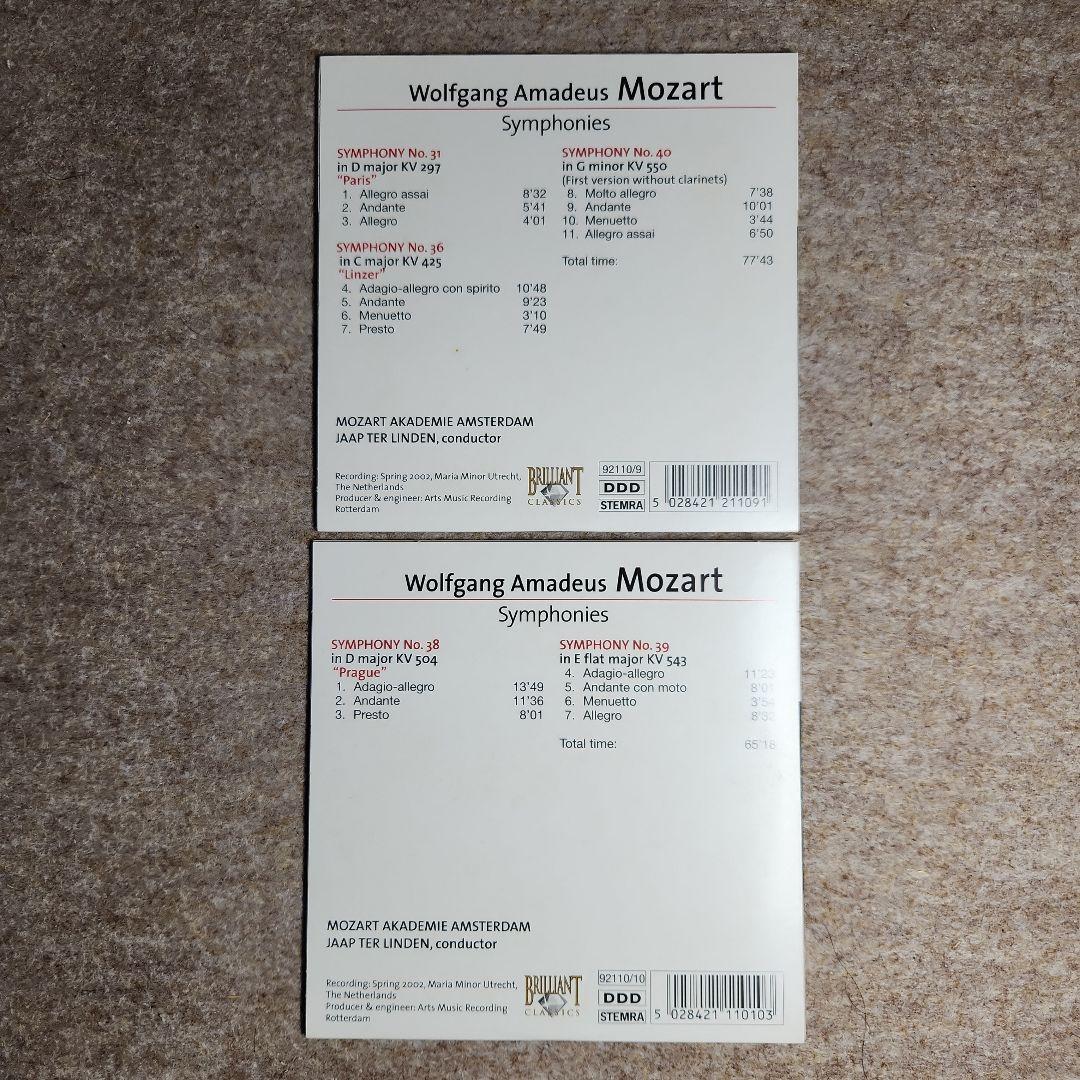 Wolfgang Amadeus Mozart
Symphonies
SYMPHONY No. 31
in D major KV 297
"Paris"
1. Allegro assai 8'32
2. Andante 5'41
3. Allegro 4'01
SYMPHONY No. 36
in C major KV 425
"Linzer"
4. Adagio-allegro con spirito 10'48
5. Andante 9'23
6. Menuetto 3'10
7. Presto 7'49
SYMPHONY No. 40
in G minor KV 550
(First version without clarinets)
8. Molto allegro 7'38
9. Andante 10'01
10. Menuetto 3'44
11. Allegro assai 6'50
Total time: 77'43
MOZART AKADEMIE AMSTERDAM
JAAP TER LINDEN, conductor
Recording: Spring 2002, Maria Minor Utrecht,
The Netherlands
Producer & engineer: Arts Music Recording
Rotterdam
BRILLIANT
CLASSICS
92110/9
DDD
STEMRA
5 028421 211091
Wolfgang Amadeus Mozart
Symphonies
SYMPHONY No. 38
in D major KV 504
"Prague"
1. Adagio-allegro 13'49
2. Andante 11'36
3. Presto 8'01
SYMPHONY No. 39
in E flat major KV 543
4. Adagio-allegro 11'23
5. Andante con moto 8'01
6. Menuetto 3'54
7. Allegro 8'32
Total time: 65'18
MOZART AKADEMIE AMSTERDAM
JAAP TER LINDEN, conductor
Recording: Spring 2002, Maria Minor Utrecht,
The Netherlands
Producer & engineer: Arts Music Recording
Rotterdam
BRILLIANT
CLASSICS
92110/10
DDD
STEMRA
5 028421 110103